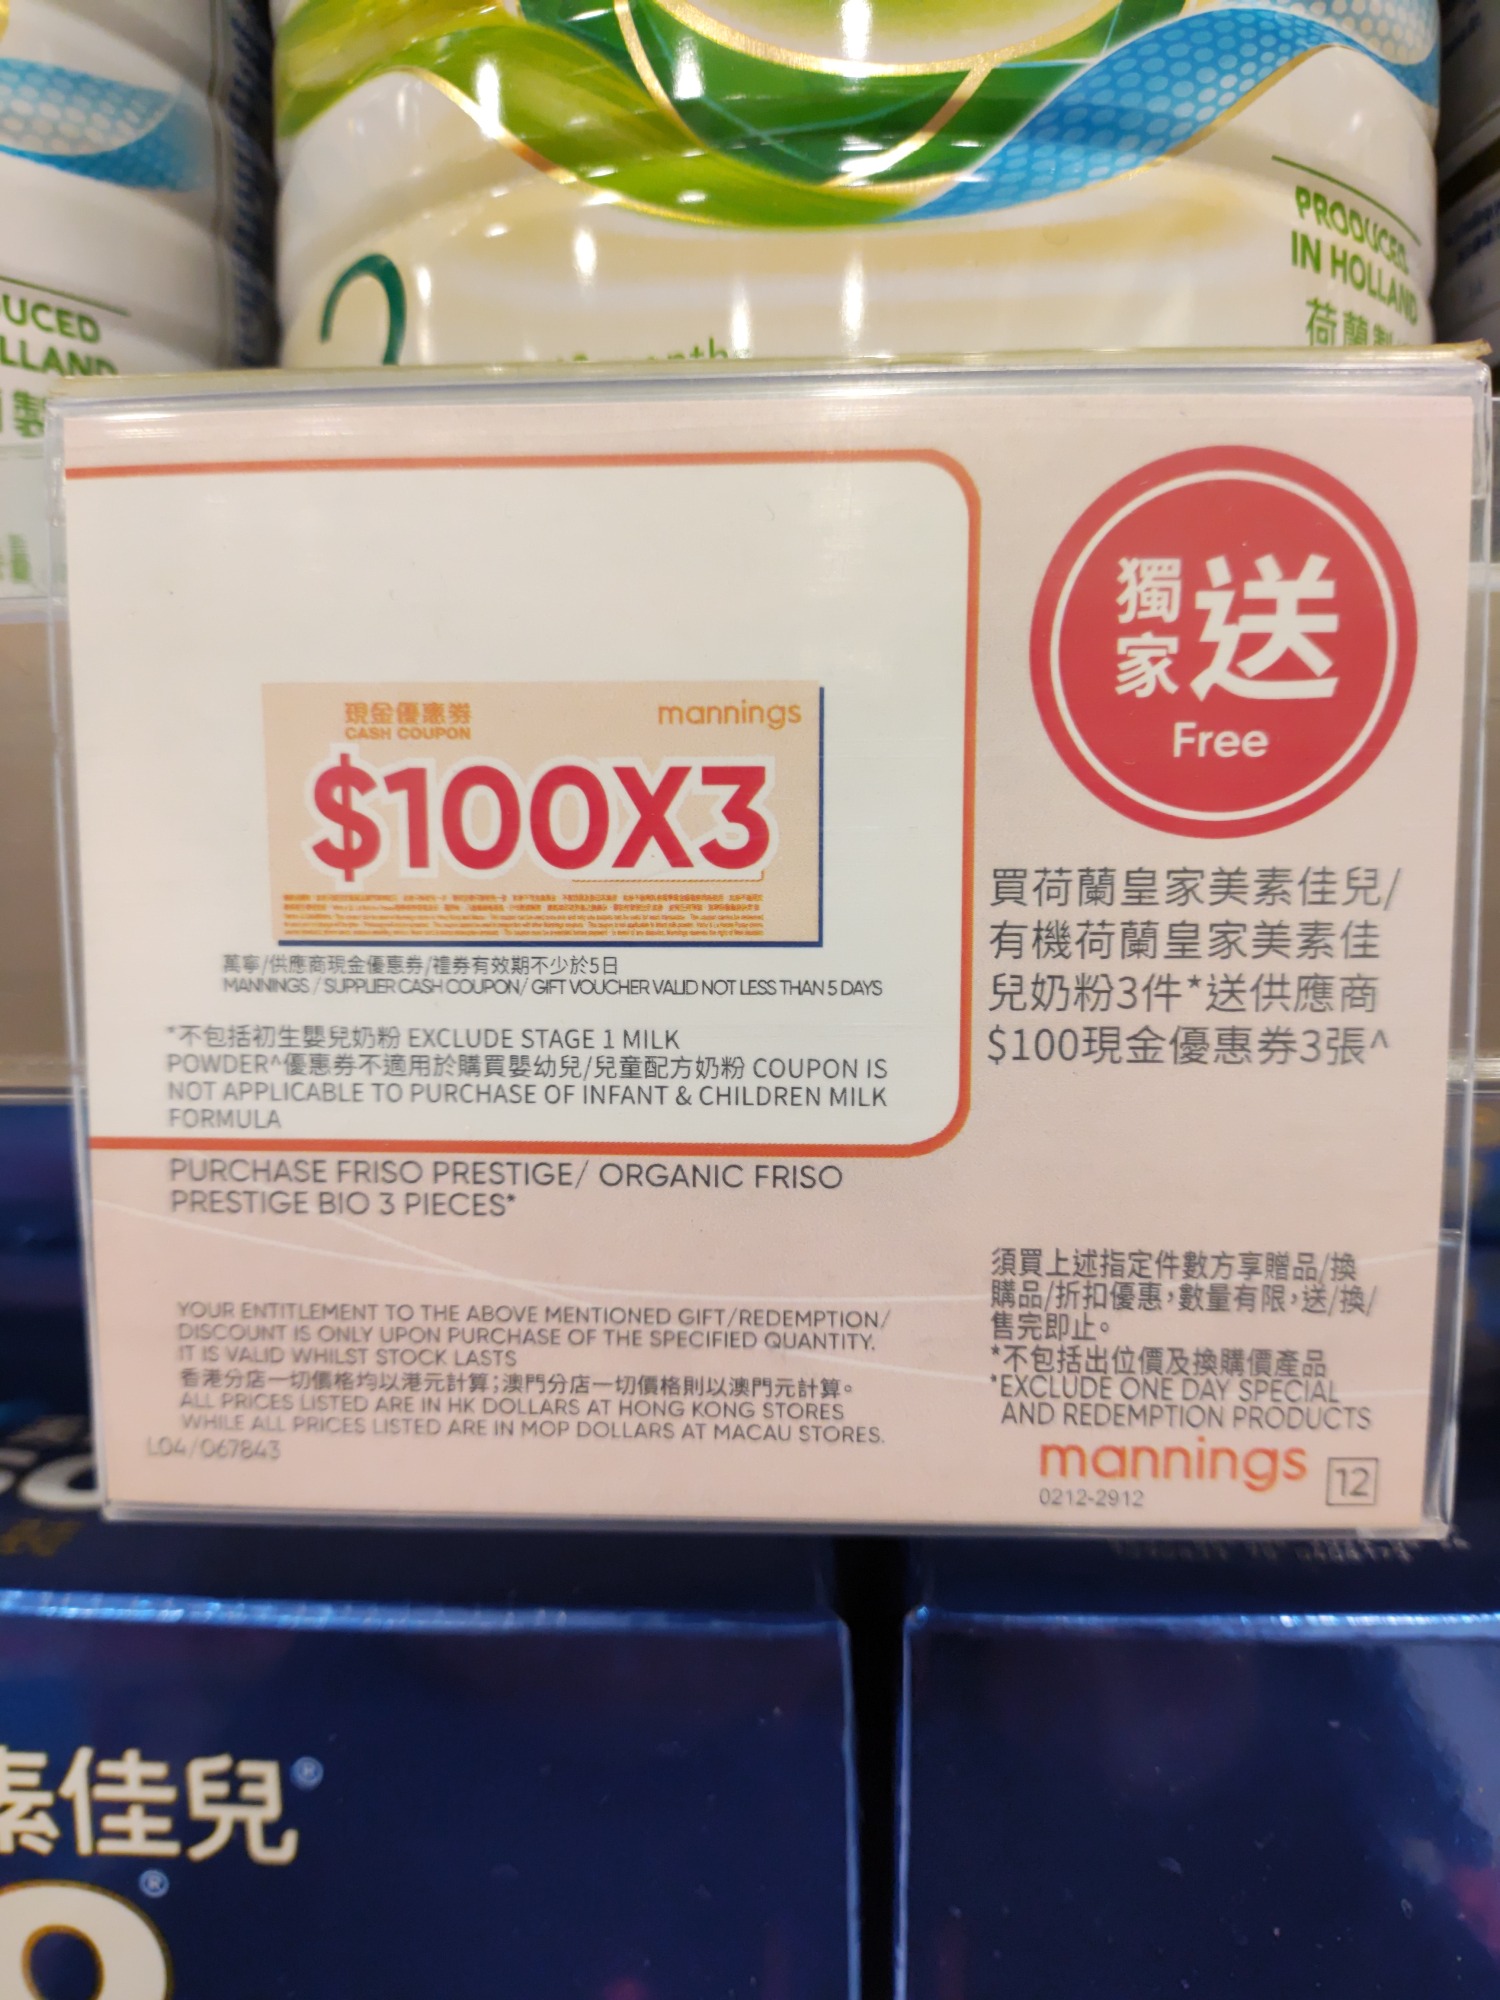 PRODUCED
IN HOLLAND
荷蘭製
UCED
LLAND
製
2
獨家送
Free
現金優惠券
mannings
CASH COUPON
$100X3
萬寧/供應商現金優惠券/禮券有效期不少於5日
MANNINGS / SUPPLIER CASH COUPON/ GIFT VOUCHER VALID NOT LESS THAN 5 DAYS
*不包括初生嬰兒奶粉 EXCLUDE STAGE 1 MILK
POWDER^優惠券不適用於購買嬰幼兒/兒童配方奶粉 COUPON IS
NOT APPLICABLE TO PURCHASE OF INFANT & CHILDREN MILK
FORMULA
買荷蘭皇家美素佳兒/
有機荷蘭皇家美素佳
兒奶粉3件*送供應商
$100現金優惠券3張^
PURCHASE FRISO PRESTIGE/ ORGANIC FRISO
PRESTIGE BIO 3 PIECES*
YOUR ENTITLEMENT TO THE ABOVE MENTIONED GIFT/REDEMPTION/
DISCOUNT IS ONLY UPON PURCHASE OF THE SPECIFIED QUANTITY.
IT IS VALID WHILST STOCK LASTS
香港分店一切價格均以港元計算；澳門分店一切價格則以澳門元計算。
ALL PRICES LISTED ARE IN HK DOLLARS AT HONG KONG STORES
WHILE ALL PRICES LISTED ARE IN MOP DOLLARS AT MACAU STORES.
L04/067843
須買上述指定件數方享贈品/換
購品/折扣優惠，數量有限，送/換/
售完即止。
*不包括出位價及換購價產品
*EXCLUDE ONE DAY SPECIAL
AND REDEMPTION PRODUCTS
mannings 12
0212-2912
素佳兒®
®